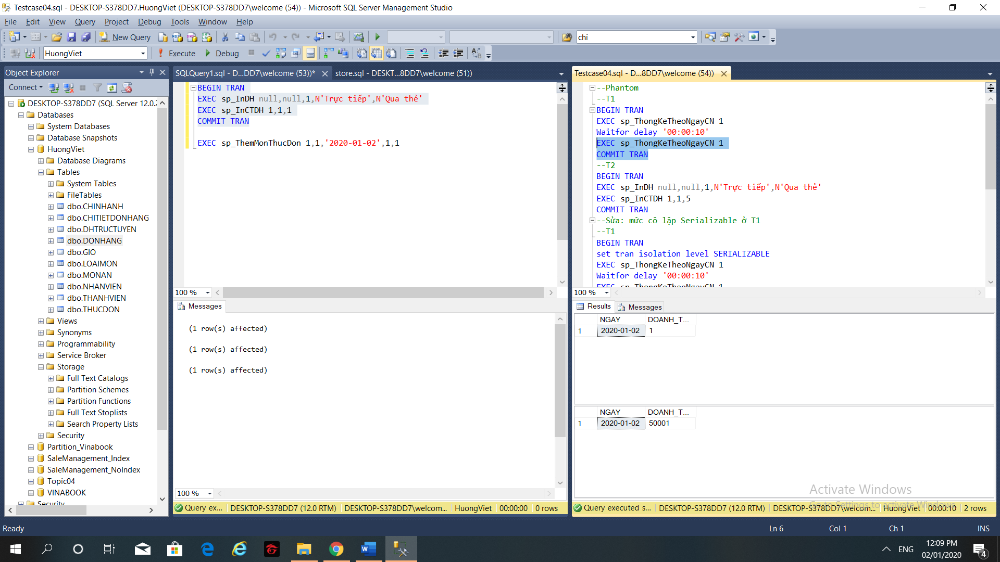 Testcase04.sql - DESKTOP-S378DD7.HuongViet (DESKTOP-S378DD7\welcome (54)) - Microsoft SQL Server Management Studio
File Edit View Query Project Debug Tools Window Help
New Query chi
HuongViet Execute Debug
Object Explorer
Connect
DESKTOP-S378DD7 (SQL Server 12.0.2
Databases
System Databases
Database Snapshots
HuongViet
Database Diagrams
Tables
System Tables
FileTables
dbo.CHINHANH
dbo.CHITIETDONHANG
dbo.DHTRUCTUYEN
dbo.DONHANG
dbo.GIO
dbo.LOAIMON
dbo.MONAN
dbo.NHANVIEN
dbo.THANHVIEN
dbo.THUCDON
Views
Synonyms
Programmability
Service Broker
Storage
Full Text Catalogs
Partition Schemes
Partition Functions
Full Text Stoplists
Search Property Lists
Security
Partition_Vinabook
SaleManagement_Index
SaleManagement_NoIndex
Topic04
VINABOOK
Security
SQLQuery1.sql - D...DD7\welcome (53))* store.sql - DESKT...8DD7\welcome (51))
BEGIN TRAN
EXEC sp_InDH null,null,1,N'Trực tiếp',N'Qua thẻ'
EXEC sp_InCTDH 1,1,1
COMMIT TRAN
EXEC sp_ThemMonThucDon 1,1,'2020-01-02',1,1
100 %
Messages
(1 row(s) affected)
(1 row(s) affected)
(1 row(s) affected)
100 %
Query ex... DESKTOP-S378DD7 (12.0 RTM) DESKTOP-S378DD7\welcom... HuongViet 00:00:00 0 rows
Testcase04.sql - D...8DD7\welcome (54))
--Phantom
--T1
BEGIN TRAN
EXEC sp_ThongKeTheoNgayCN 1
Waitfor delay '00:00:10'
EXEC sp_ThongKeTheoNgayCN 1
COMMIT TRAN
--T2
BEGIN TRAN
EXEC sp_InDH null,null,1,N'Trực tiếp',N'Qua thẻ'
EXEC sp_InCTDH 1,1,5
COMMIT TRAN
--Sửa: mức cô lập Serializable ở T1
--T1
BEGIN TRAN
set tran isolation level SERIALIZABLE
EXEC sp_ThongKeTheoNgayCN 1
Waitfor delay '00:00:10'
EXEC sp_ThongKeTheoNgayCN 1
100 %
Results Messages
NGAY DOANH_T...
1 2020-01-02 1
NGAY DOANH_T...
1 2020-01-02 50001
Activate Windows
Go to Settings to activate Windows.
Query executed s... DESKTOP-S378DD7 (12.0 RTM) DESKTOP-S378DD7\welcom... HuongViet 00:00:10 2 rows
Ready Ln 6 Col 1 Ch 1 INS
ENG 12:09 PM
02/01/2020 4